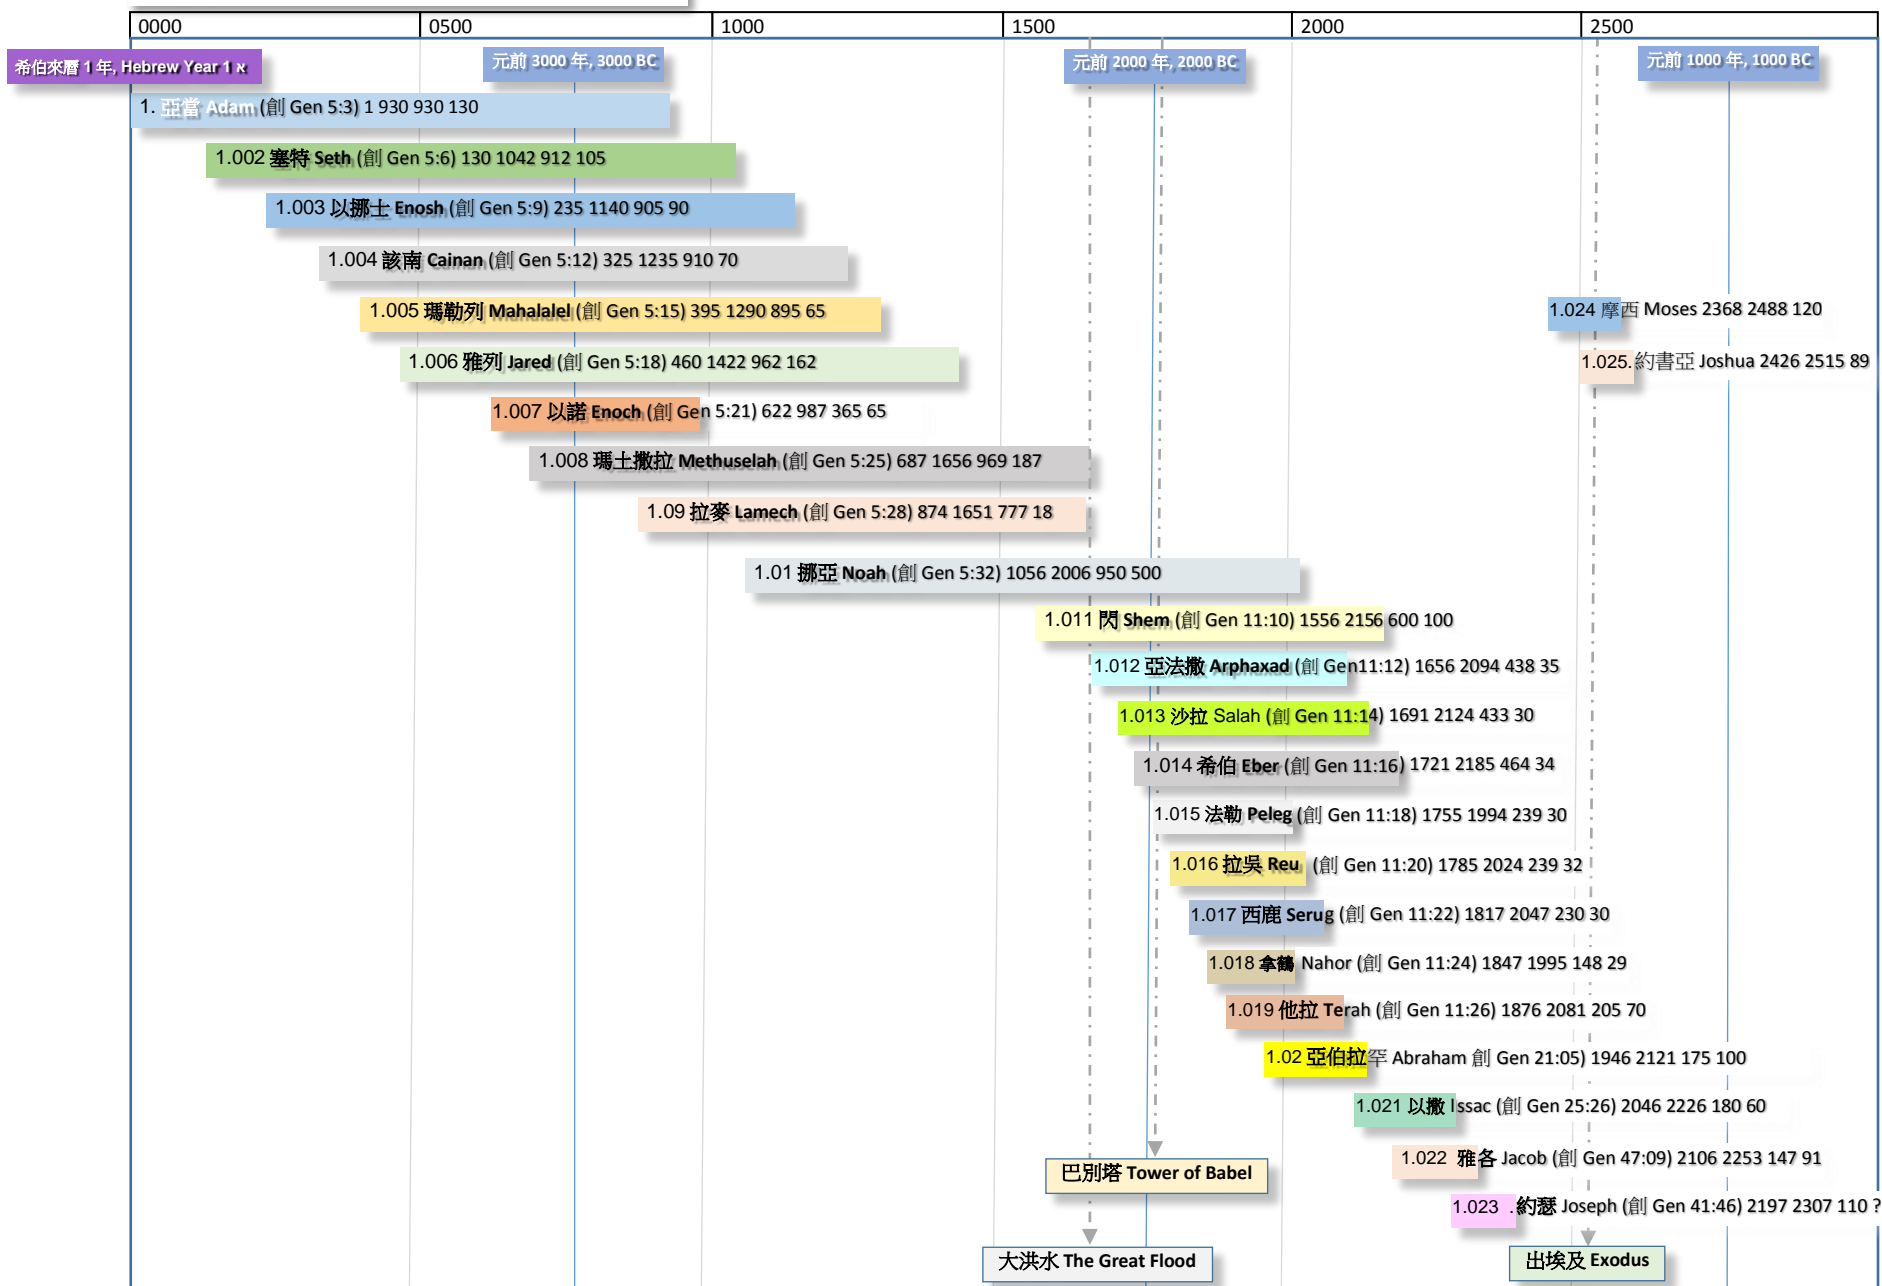 0000 0500 1000 1500 2000 2500
希伯來曆 1 年, Hebrew Year 1 א
元前 3000 年, 3000 BC
元前 2000 年, 2000 BC
元前 1000 年, 1000 BC
1. 亞當 Adam (創 Gen 5:3) 1 930 930 130
1.002 塞特 Seth (創 Gen 5:6) 130 1042 912 105
1.003 以挪士 Enosh (創 Gen 5:9) 235 1140 905 90
1.004 該南 Cainan (創 Gen 5:12) 325 1235 910 70
1.005 瑪勒列 Mahalalel (創 Gen 5:15) 395 1290 895 65
1.024 摩西 Moses 2368 2488 120
1.006 雅列 Jared (創 Gen 5:18) 460 1422 962 162
1.025. 約書亞 Joshua 2426 2515 89
1.007 以諾 Enoch (創 Gen 5:21) 622 987 365 65
1.008 瑪土撒拉 Methuselah (創 Gen 5:25) 687 1656 969 187
1.09 拉麥 Lamech (創 Gen 5:28) 874 1651 777 18
1.01 挪亞 Noah (創 Gen 5:32) 1056 2006 950 500
1.011 閃 Shem (創 Gen 11:10) 1556 2156 600 100
1.012 亞法撒 Arphaxad (創 Gen11:12) 1656 2094 438 35
1.013 沙拉 Salah (創 Gen 11:14) 1691 2124 433 30
1.014 希伯 Eber (創 Gen 11:16) 1721 2185 464 34
1.015 法勒 Peleg (創 Gen 11:18) 1755 1994 239 30
1.016 拉吳 Reu (創 Gen 11:20) 1785 2024 239 32
1.017 西鹿 Serug (創 Gen 11:22) 1817 2047 230 30
1.018 拿鶴 Nahor (創 Gen 11:24) 1847 1995 148 29
1.019 他拉 Terah (創 Gen 11:26) 1876 2081 205 70
1.02 亞伯拉罕 Abraham 創 Gen 21:05) 1946 2121 175 100
1.021 以撒 Issac (創 Gen 25:26) 2046 2226 180 60
1.022 雅各 Jacob (創 Gen 47:09) 2106 2253 147 91
巴別塔 Tower of Babel
1.023 .約瑟 Joseph (創 Gen 41:46) 2197 2307 110 ?
大洪水 The Great Flood
出埃及 Exodus